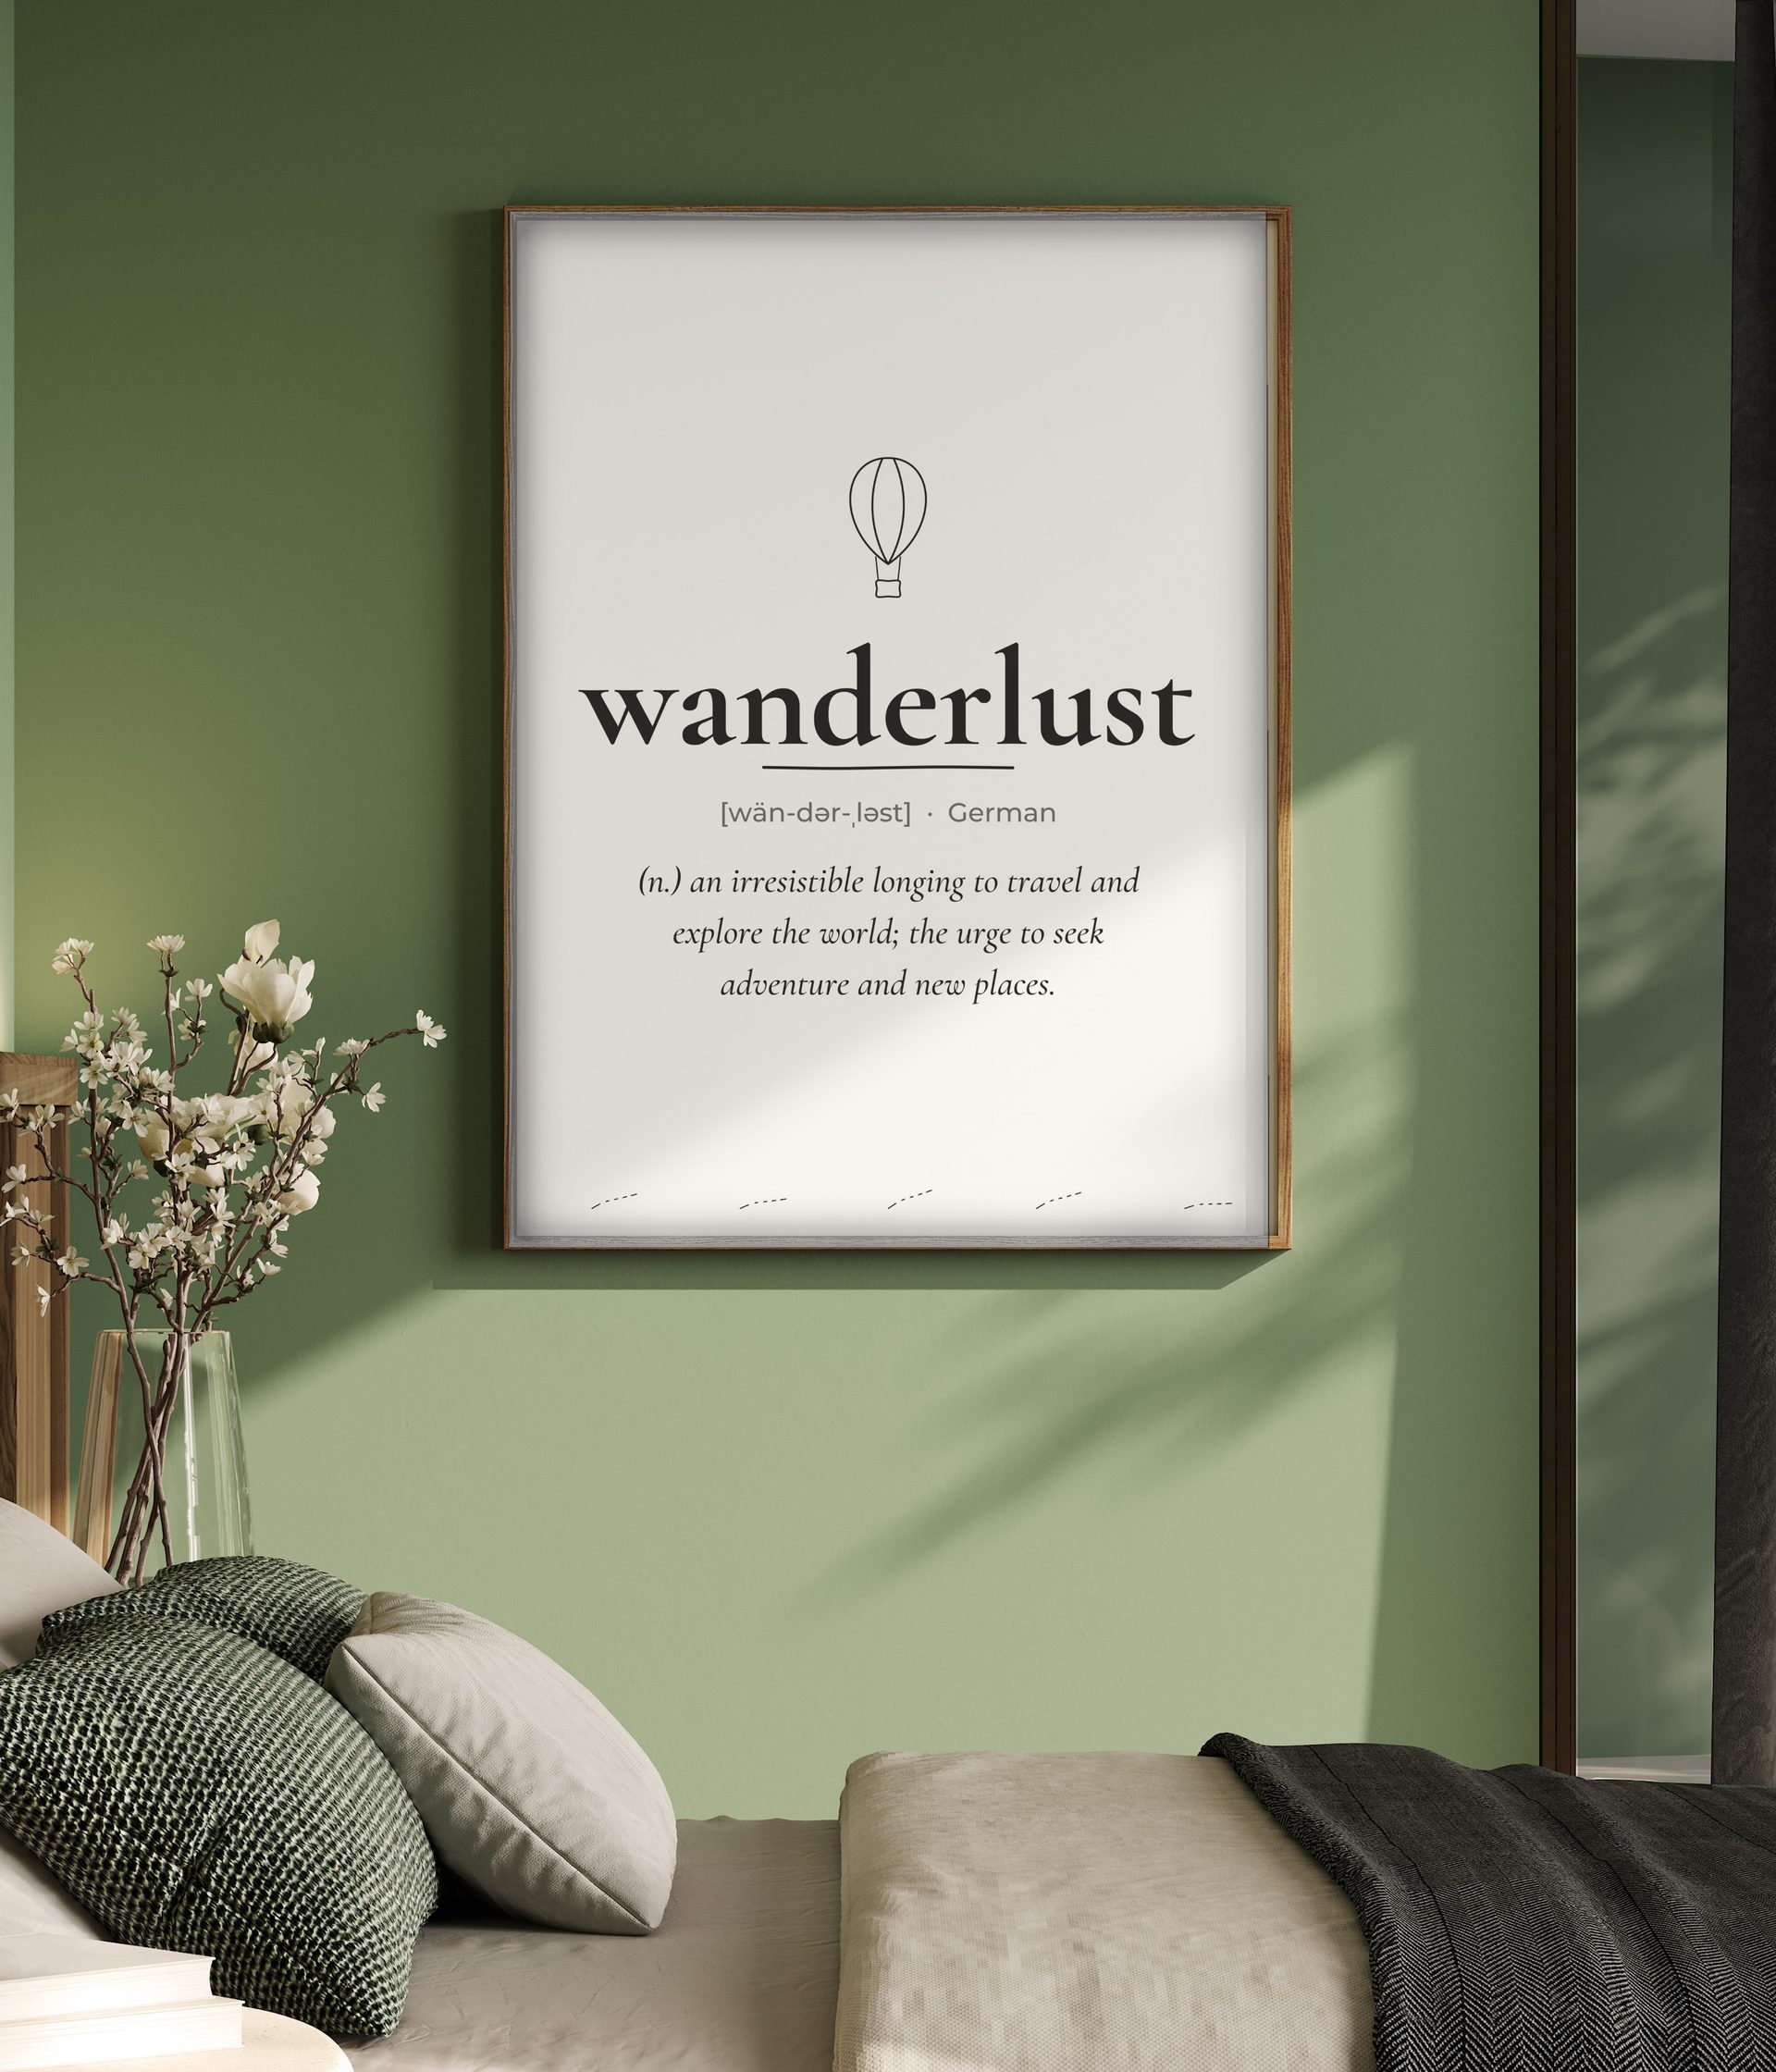 wanderlust
[wän-dər-ˌləst] · German
(n.) an irresistible longing to travel and
explore the world; the urge to seek
adventure and new places.